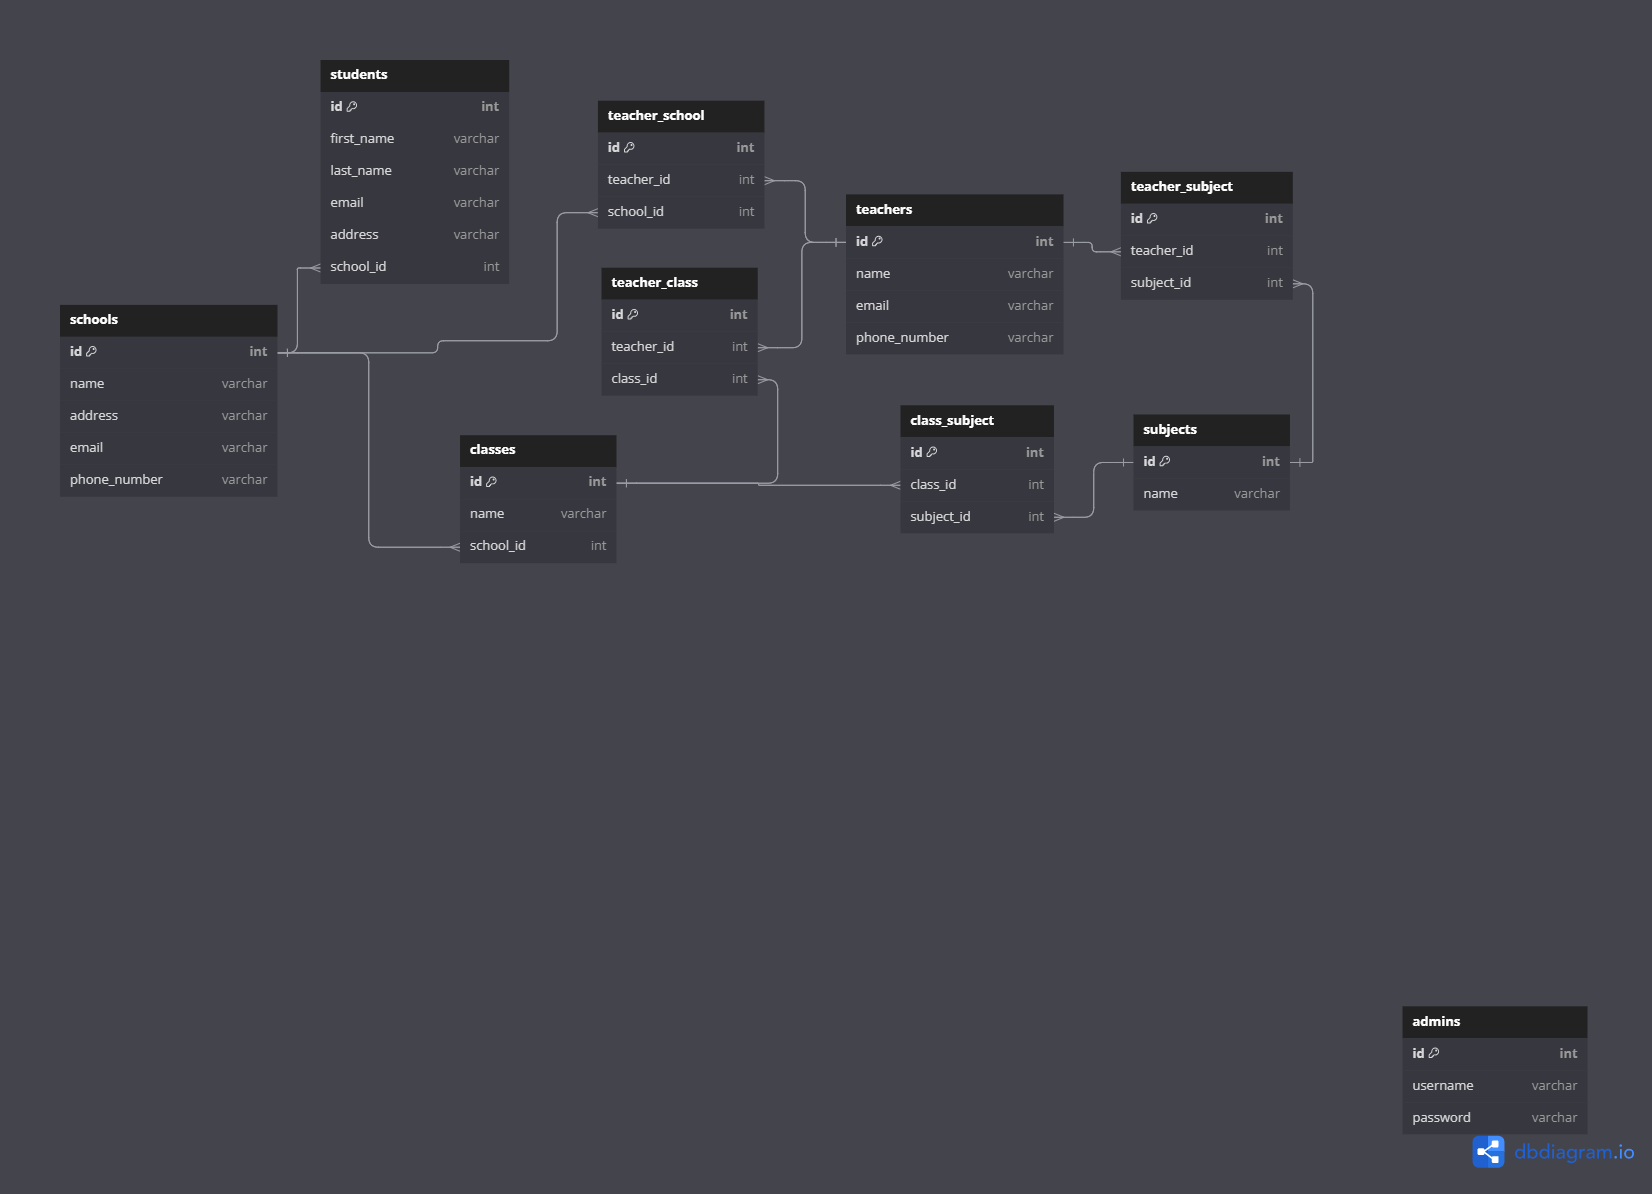 students
id int
first_name varchar
last_name varchar
email varchar
address varchar
school_id int
teacher_school
id int
teacher_id int
school_id int
teachers
id int
name varchar
email varchar
phone_number varchar
teacher_subject
id int
teacher_id int
subject_id int
teacher_class
id int
teacher_id int
class_id int
schools
id int
name varchar
address varchar
email varchar
phone_number varchar
classes
id int
name varchar
school_id int
class_subject
id int
class_id int
subject_id int
subjects
id int
name varchar
admins
id int
username varchar
password varchar
dbdiagram.io